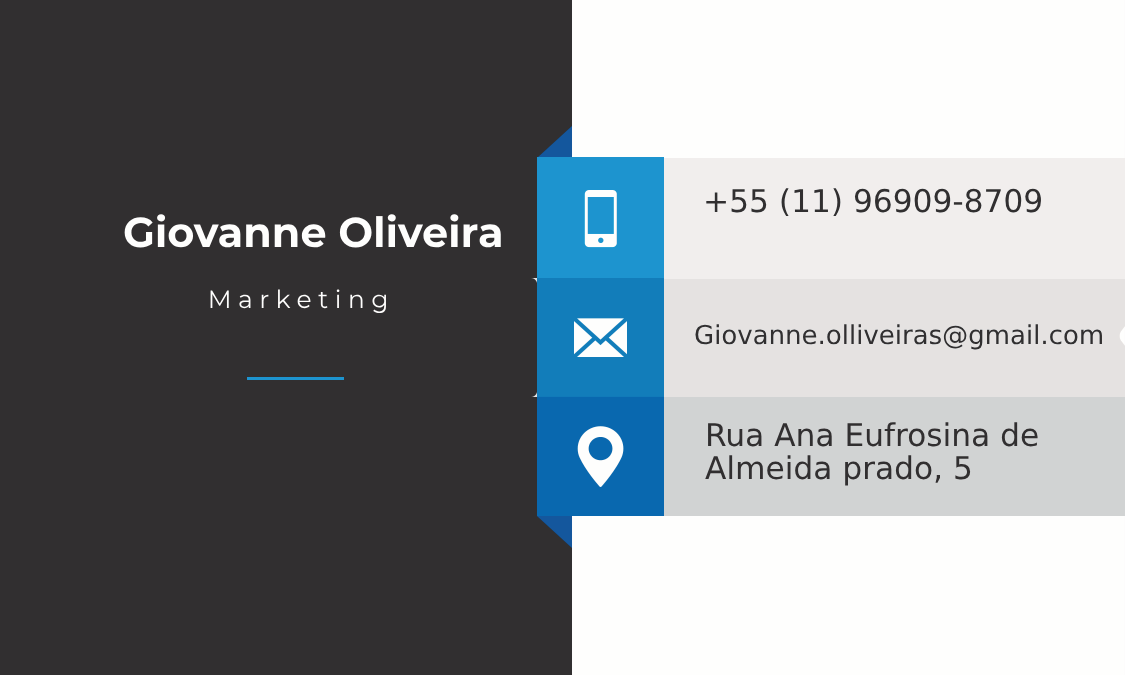 Giovanne Oliveira
Marketing
+55 (11) 96909-8709
Giovanne.olliveiras@gmail.com
Rua Ana Eufrosina de
Almeida prado, 5